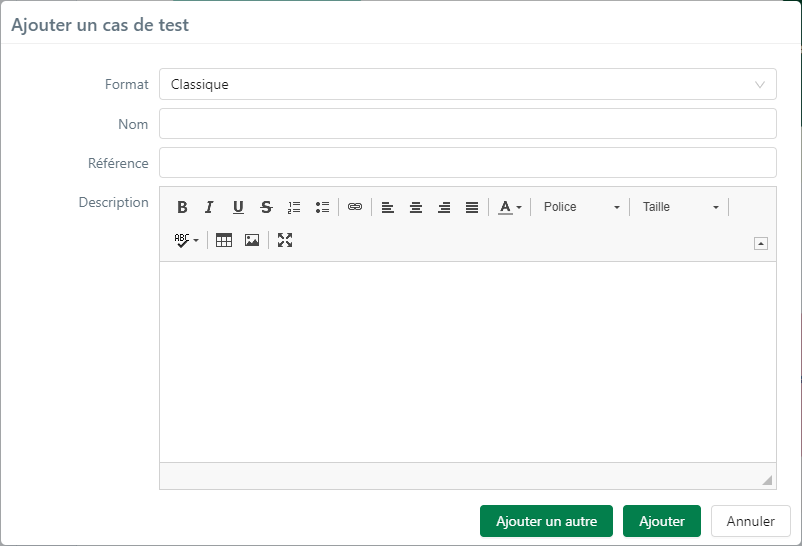 Ajouter un cas de test
Format Classique
Nom
Référence
Description B I U S A Police Taille
ABC
Ajouter un autre Ajouter Annuler